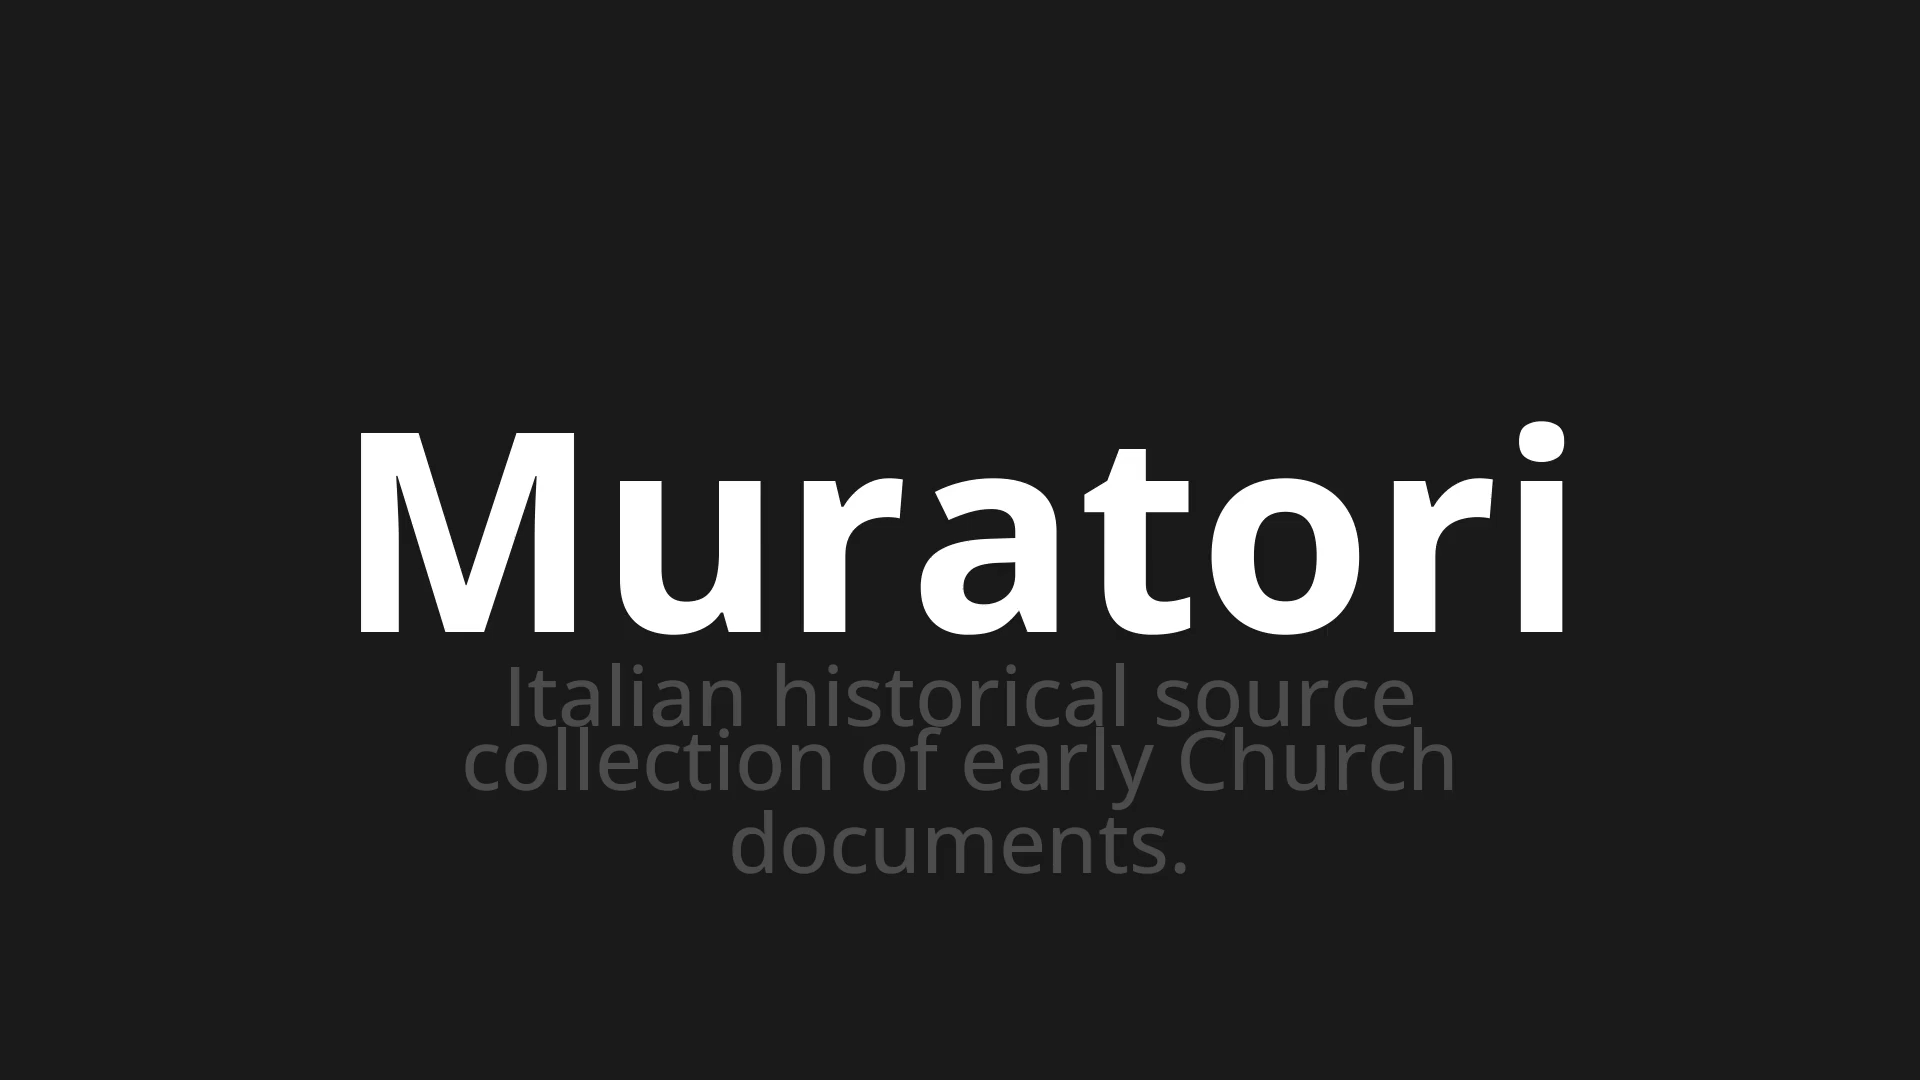 Muratori
Italian historical source
collection of early Church
documents.